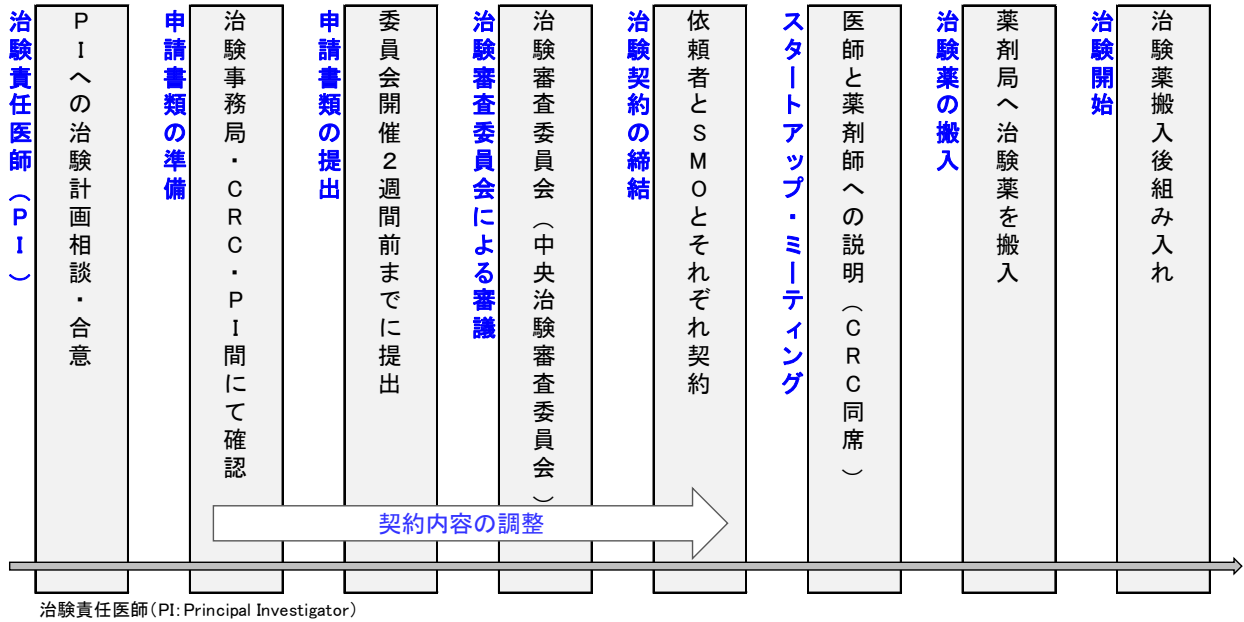 治験責任医師（PI）
PIへの治験計画相談・合意
申請書類の準備
治験事務局・CRC・PI間にて確認
申請書類の提出
委員会開催2週間前までに提出
治験審査委員会による審議
治験審査委員会（中央治験審査委員会）
治験契約の締結
依頼者とSMOとそれぞれ契約
スタートアップ・ミーティング
医師と薬剤師への説明（CRC同席）
治験薬の搬入
薬剤局へ治験薬を搬入
治験開始
治験薬搬入後組み入れ
契約内容の調整
治験責任医師（PI：Principal Investigator）